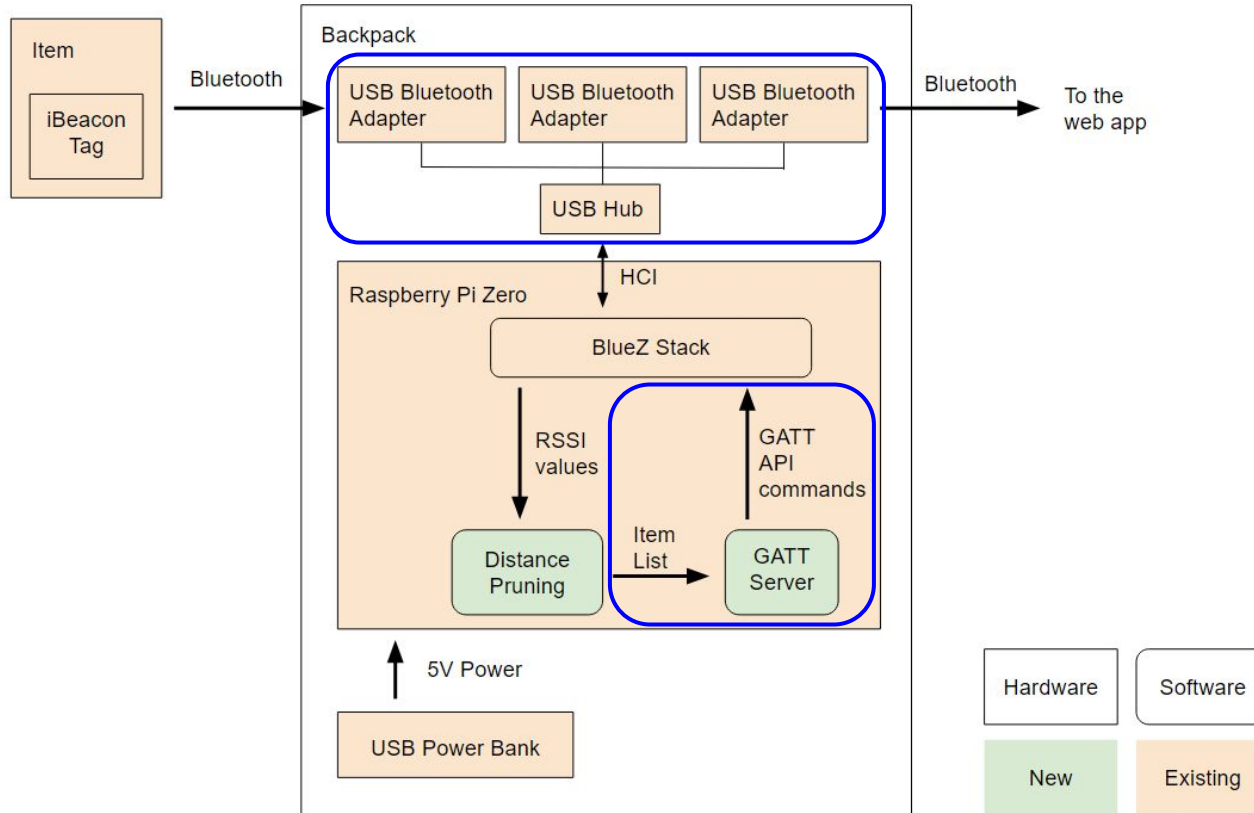 Item
iBeacon
Tag
Bluetooth
Backpack
USB Bluetooth
Adapter
USB Bluetooth
Adapter
USB Bluetooth
Adapter
USB Hub
Bluetooth
To the
web app
HCI
Raspberry Pi Zero
BlueZ Stack
RSSI
values
GATT
API
commands
Distance
Pruning
Item
List
GATT
Server
5V Power
USB Power Bank
Hardware
Software
New
Existing